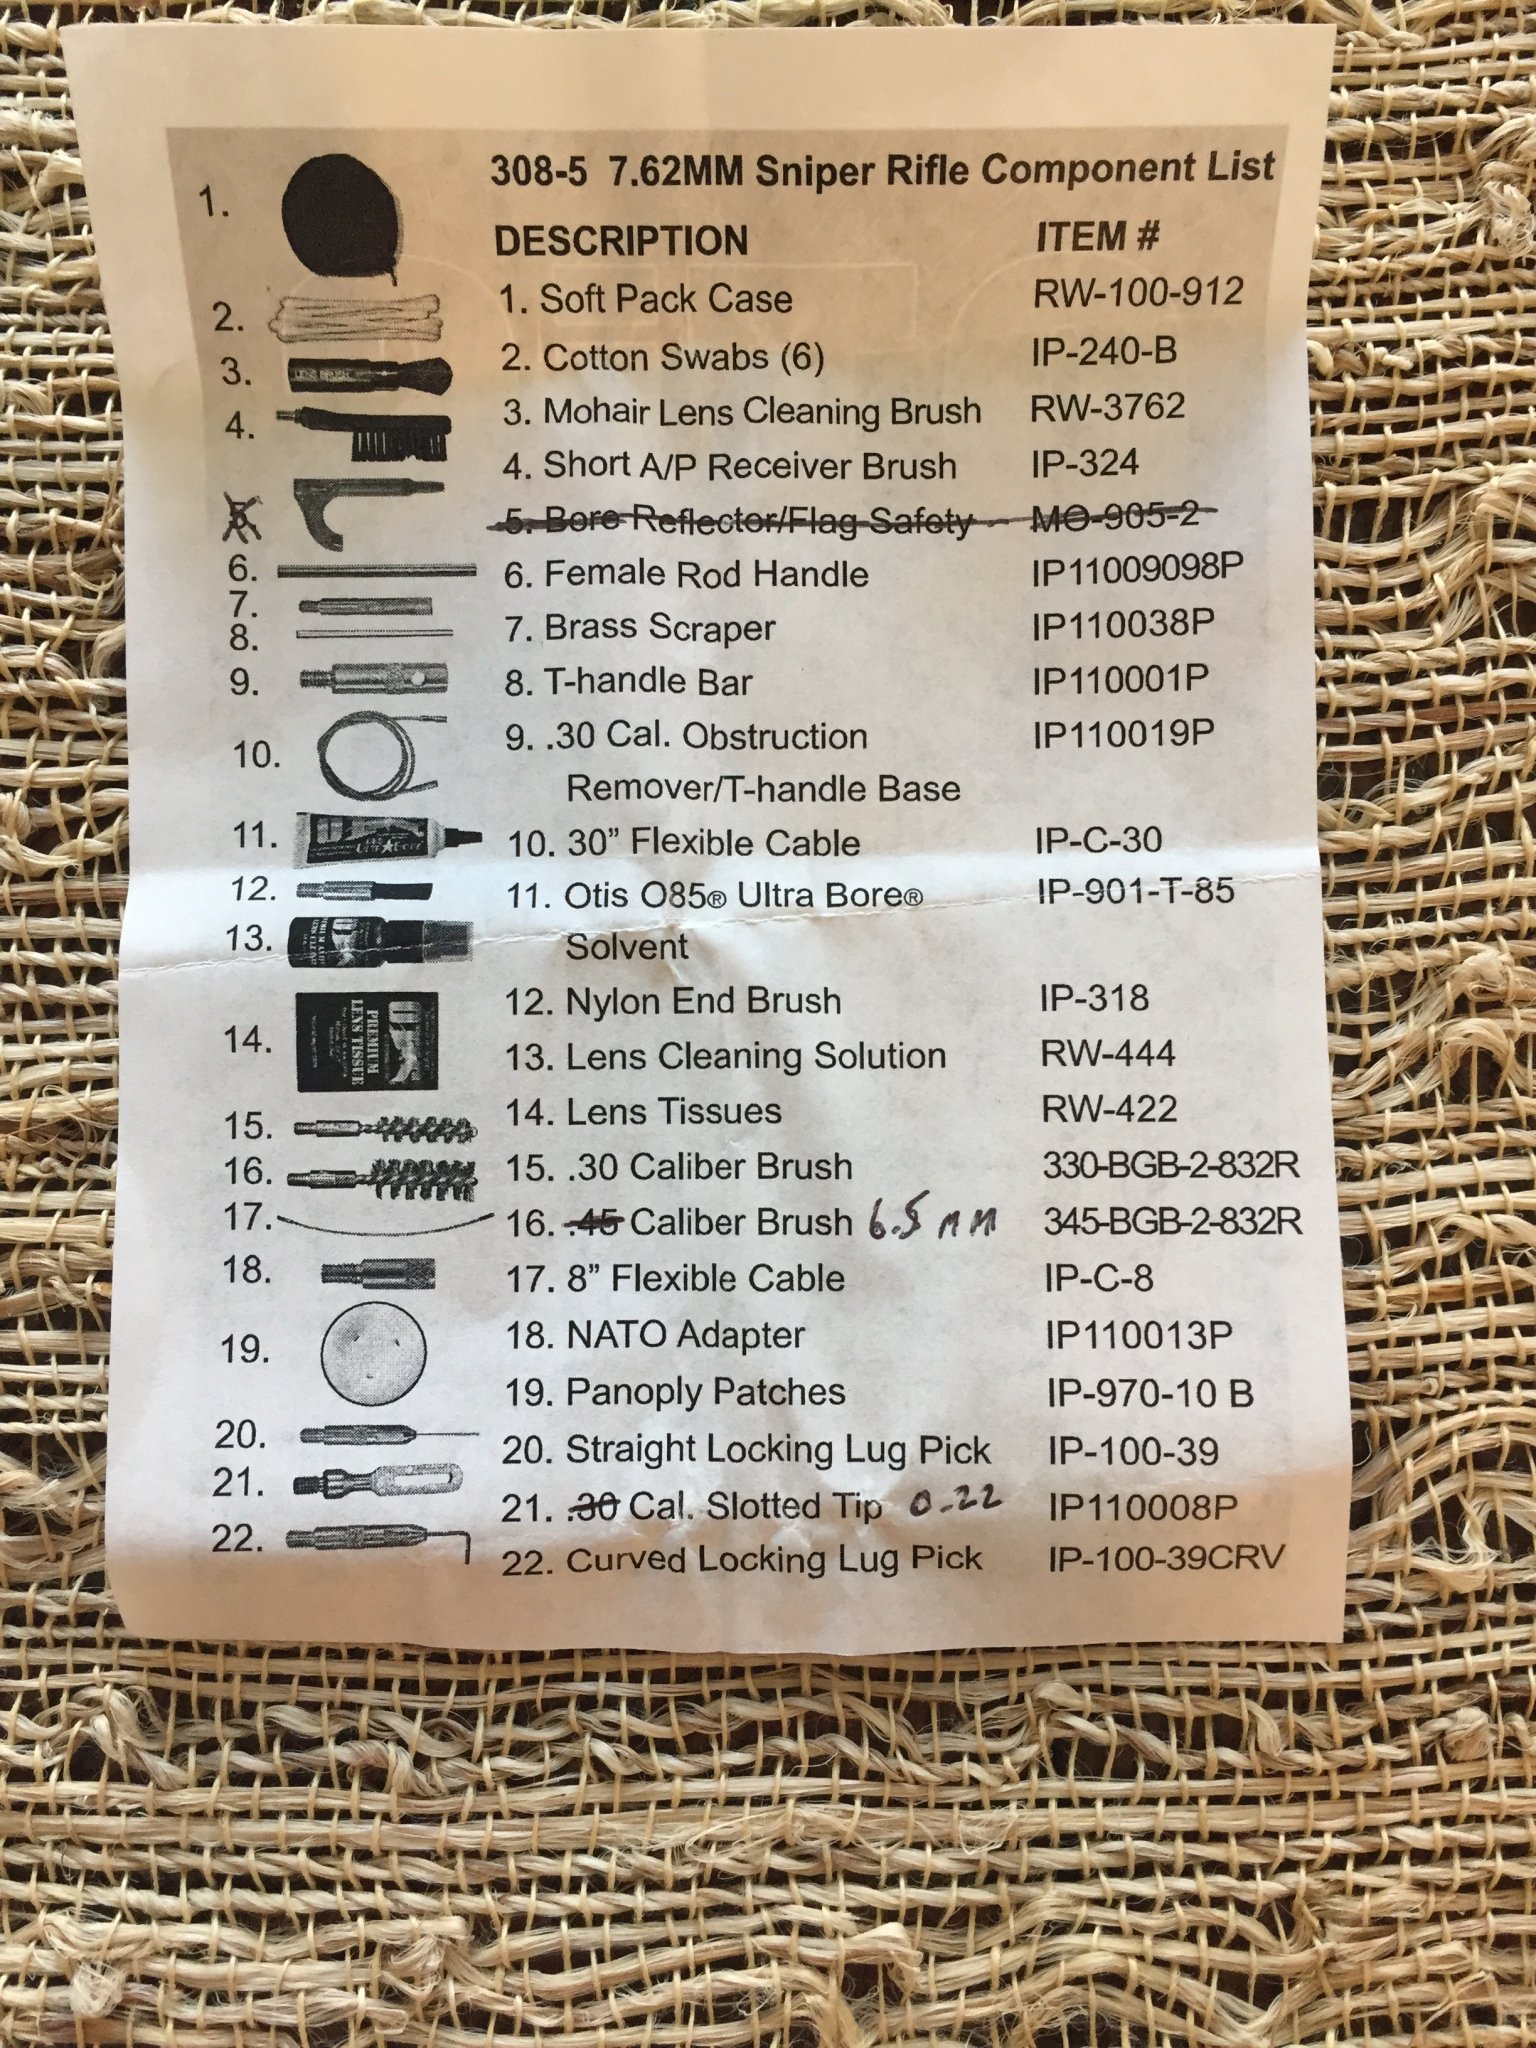 308-5 7.62MM Sniper Rifle Component List
DESCRIPTION ITEM #
1. Soft Pack Case RW-100-912
2. Cotton Swabs (6) IP-240-B
3. Mohair Lens Cleaning Brush RW-3762
4. Short A/P Receiver Brush IP-324
5. Bore Reflector/Flag Safety MO-905-2
6. Female Rod Handle IP11009098P
7. Brass Scraper IP110038P
8. T-handle Bar IP110001P
9. .30 Cal. Obstruction IP110019P
Remover/T-handle Base
10. 30” Flexible Cable IP-C-30
11. Otis O85® Ultra Bore® IP-901-T-85
Solvent
12. Nylon End Brush IP-318
13. Lens Cleaning Solution RW-444
14. Lens Tissues RW-422
15. .30 Caliber Brush 330-BGB-2-832R
16. .45 Caliber Brush 6.5 MM 345-BGB-2-832R
17. 8” Flexible Cable IP-C-8
18. NATO Adapter IP110013P
19. Panoply Patches IP-970-10 B
20. Straight Locking Lug Pick IP-100-39
21. .30 Cal. Slotted Tip 0.22 IP110008P
22. Curved Locking Lug Pick IP-100-39CRV
1.
2.
3.
LENS BRUSH
4.
5
6.
7.
8.
9.
10.
11.
12.
13.
14.
PREMIUM
LENS TISSUE
15.
16.
17.
18.
19.
20.
21.
22.